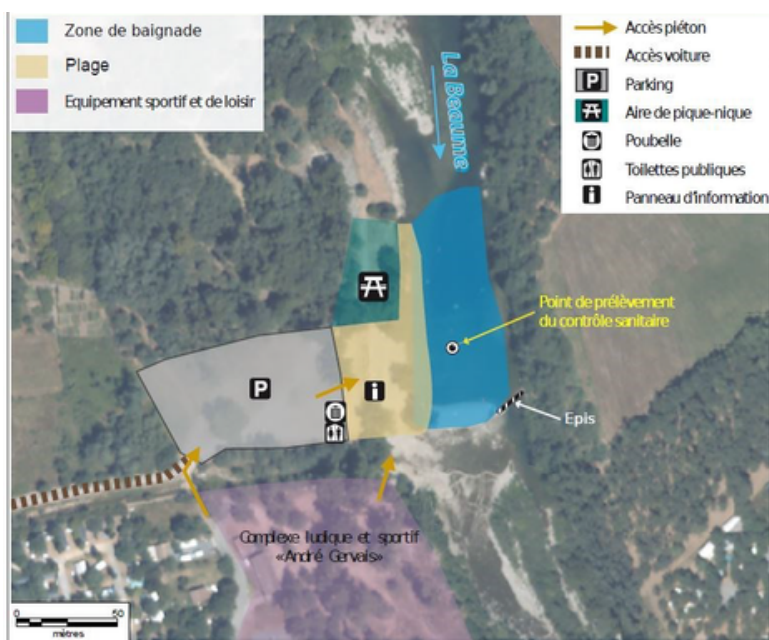 Zone de baignade
Plage
Equipement sportif et de loisir
La Beaume
Accès piéton
Accès voiture
P Parking
Aire de pique-nique
Poubelle
Toilettes publiques
i Panneau d'information
Point de prélèvement
du contrôle sanitaire
P
i
Epis
Complexe ludique et sportif
«André Gervais»
0 50
mètres